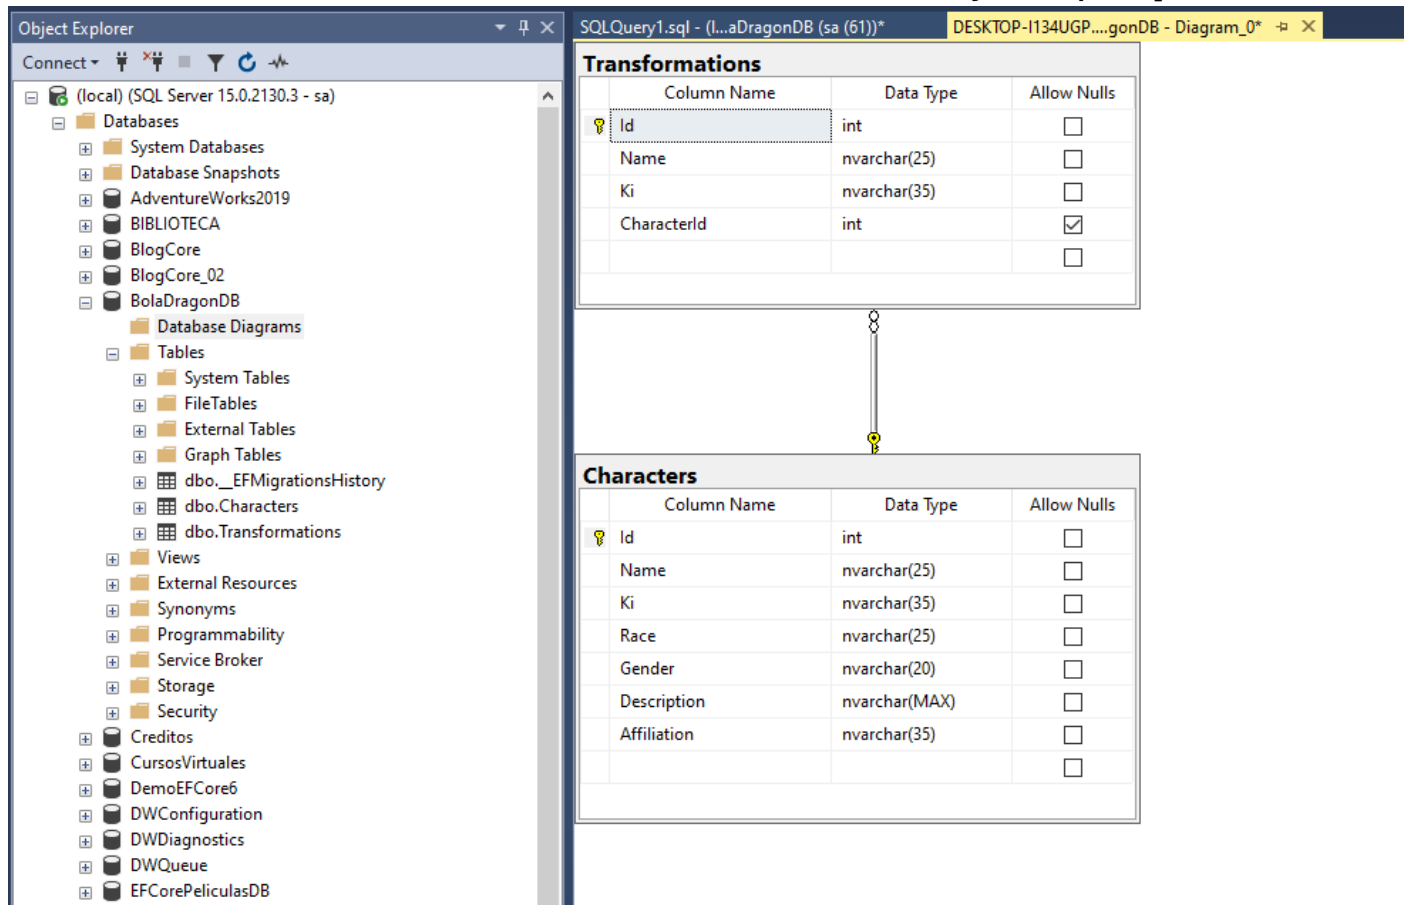 Object Explorer
Connect
(local) (SQL Server 15.0.2130.3 - sa)
Databases
System Databases
Database Snapshots
AdventureWorks2019
BIBLIOTECA
BlogCore
BlogCore_02
BolaDragonDB
Database Diagrams
Tables
System Tables
FileTables
External Tables
Graph Tables
dbo.__EFMigrationsHistory
dbo.Characters
dbo.Transformations
Views
External Resources
Synonyms
Programmability
Service Broker
Storage
Security
Creditos
CursosVirtuales
DemoEFCore6
DWConfiguration
DWDiagnostics
DWQueue
EFCorePeliculasDB
SQLQuery1.sql - (l...aDragonDB (sa (61))* DESKTOP-I134UGP....gonDB - Diagram_0*
Transformations
Column Name Data Type Allow Nulls
Id int
Name nvarchar(25)
Ki nvarchar(35)
CharacterId int
Characters
Column Name Data Type Allow Nulls
Id int
Name nvarchar(25)
Ki nvarchar(35)
Race nvarchar(25)
Gender nvarchar(20)
Description nvarchar(MAX)
Affiliation nvarchar(35)